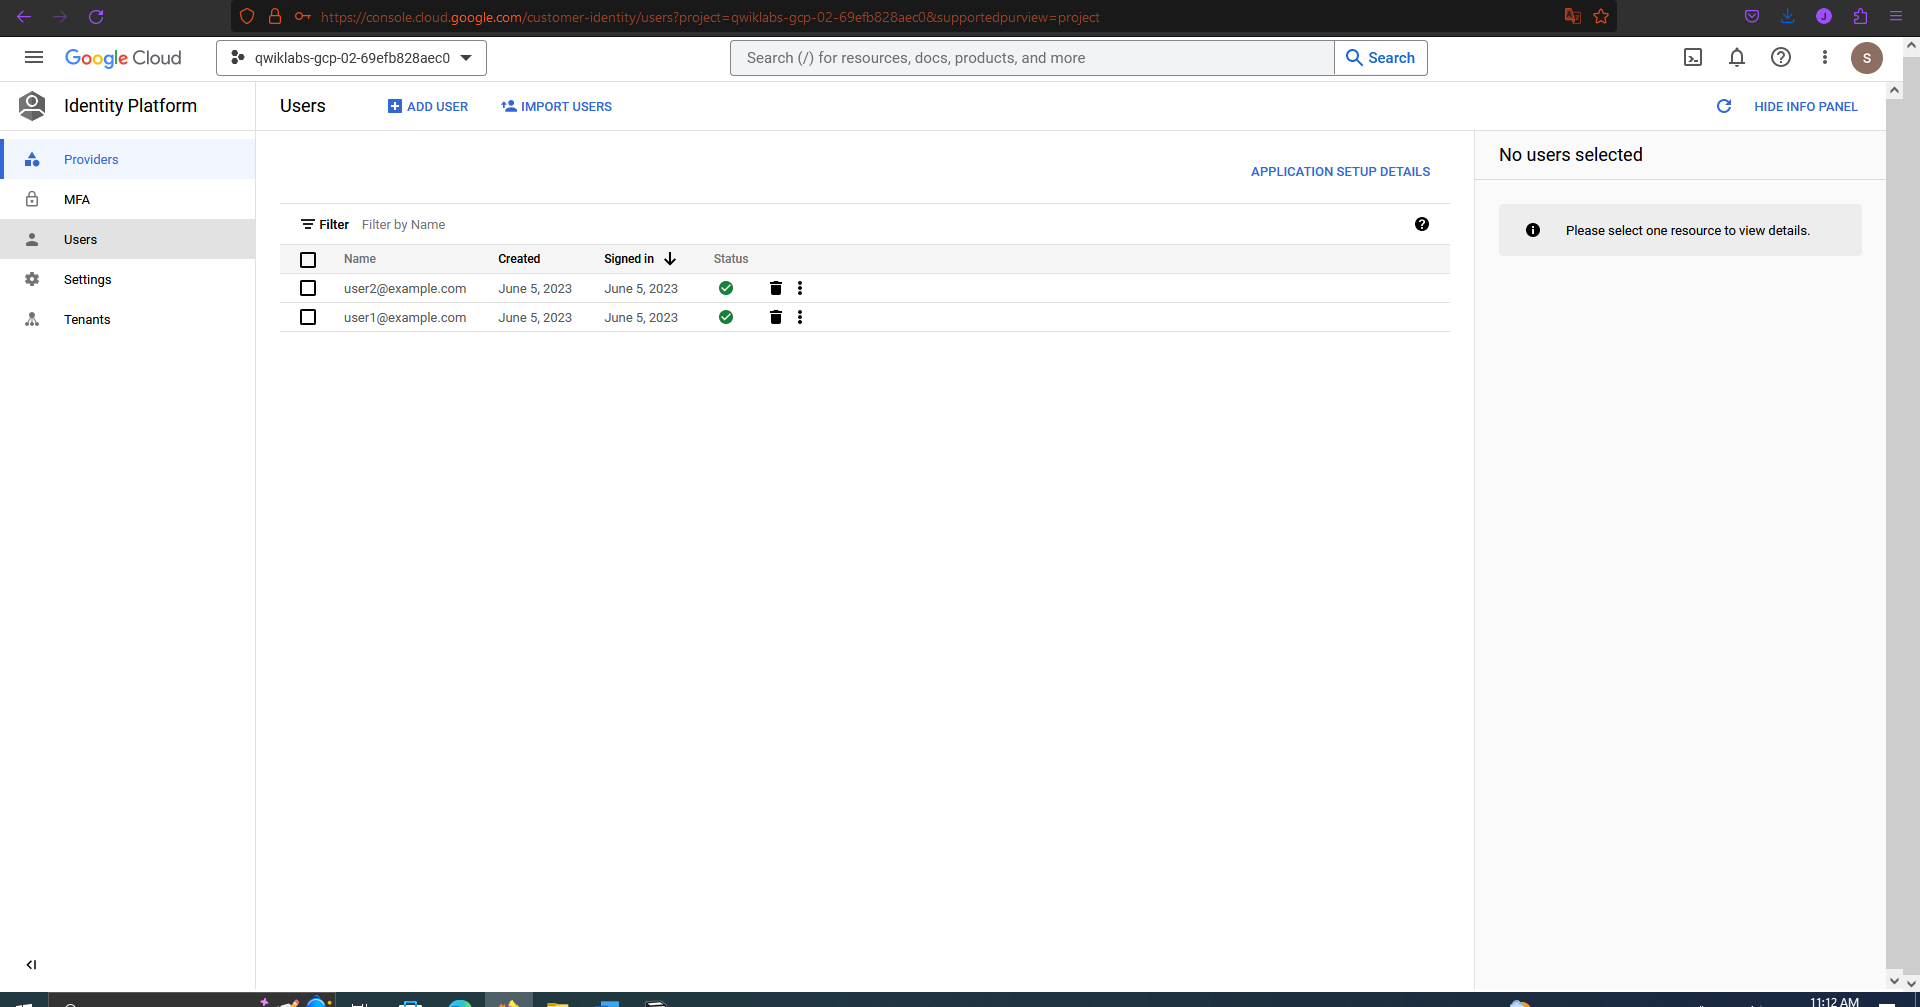 https://console.cloud.google.com/customer-identity/users?project=qwiklabs-gcp-02-69efb828aec0&supportedpurview=project
J
Google Cloud
qwiklabs-gcp-02-69efb828aec0
Search (/) for resources, docs, products, and more
Search
S
Identity Platform
Users
ADD USER
IMPORT USERS
HIDE INFO PANEL
Providers
MFA
Users
Settings
Tenants
APPLICATION SETUP DETAILS
Filter Filter by Name
Name Created Signed in Status
user2@example.com June 5, 2023 June 5, 2023
user1@example.com June 5, 2023 June 5, 2023
No users selected
Please select one resource to view details.
11:12 AM